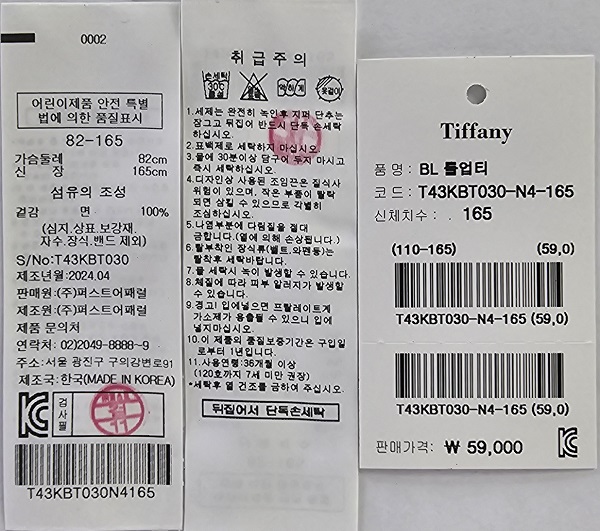 0002
어린이제품 안전 특별
법에 의한 품질표시
82-165
가슴둘레 82cm
신 장 165cm
섬유의 조성
겉감 면 100%
(심지,상표,보강재,
자수,장식,밴드 제외)
S/No:T43KBT030
제조년월:2024.04
판매원:(주)퍼스트어패럴
제조원:(주)퍼스트어패럴
제품 문의처
연락처: 02)2049-8888~9
주소:서울 광진구 구의강변로91
제조국:한국(MADE IN KOREA)
KC 검사필
T43KBT030N4165
취급주의
손세탁 30℃ 중성
염소표백
약하게
옷걸이
1.세제는 완전히 녹인후 지퍼 단추는
잠그고 뒤집어 반드시 단독 손세탁
하십시오.
2.표백제로 세탁하지 마십시오.
3.물에 30분이상 담구어 두지 마시고
즉시 세탁하십시오.
4.디자인상 사용된 조임끈은 질식사
위험이 있으며, 작은 부품이 탈락
되면 삼킬 수 있으므로 각별히
조심하십시오.
5.나염부분에 다림질을 절대
금합니다.(열에 의해 손상됩니다.)
6.탈부착인 장식류(벨트,와펜등)는
탈착후 세탁바랍니다.
7.물 세탁시 녹이 발생할 수 있습니다.
8.체질에 따라 피부 알러지가 발생할
수 있습니다.
9.경고! 입에넣으면 프탈레이트계
가소제가 용출될 수 있으니 입에
넣지마십시오.
10.이 제품의 품질보증기간은 구입일
로부터 1년입니다.
11.사용연령:36개월 이상
(120호까지 7세 미만 권장)
*세탁후 열 건조를 금하여 주십시오.
뒤집어서 단독손세탁
Tiffany
품 명 : BL 틀업티
코 드 : T43KBT030-N4-165
신체치수 : . 165
(110-165) (59,0)
T43KBT030-N4-165 (59,0)
T43KBT030-N4-165 (59,0)
판매가격: ₩ 59,000 KC